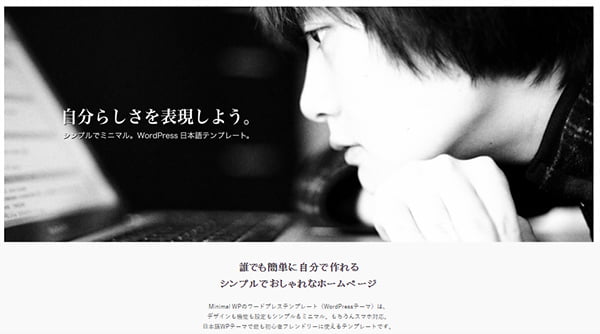 自分らしさを表現しよう。
シンプルでミニマル。WordPress 日本語テンプレート。
誰でも簡単に自分で作れる
シンプルでおしゃれなホームページ
Minimal WPのワードプレステンプレート（WordPressテーマ）は、
デザインも機能も設定もシンプル＆ミニマル。もちろんスマホ対応。
日本語WPテーマで最も初心者フレンドリーに使えるテンプレートです。